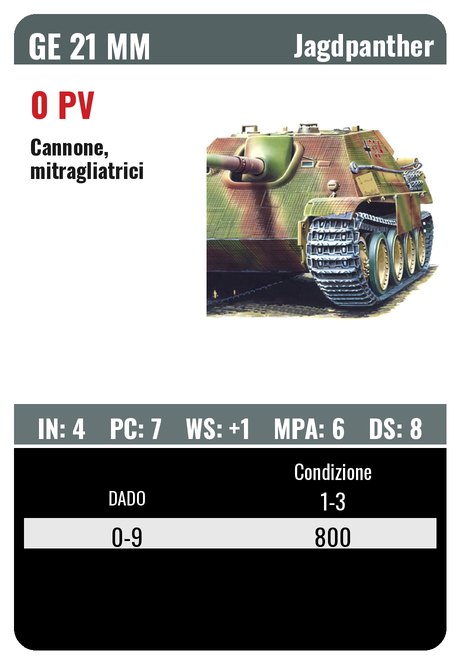 GE 21 MM Jagdpanther
0 PV
Cannone,
mitragliatrici
IN: 4 PC: 7 WS: +1 MPA: 6 DS: 8
Condizione
DADO 1-3
0-9 800